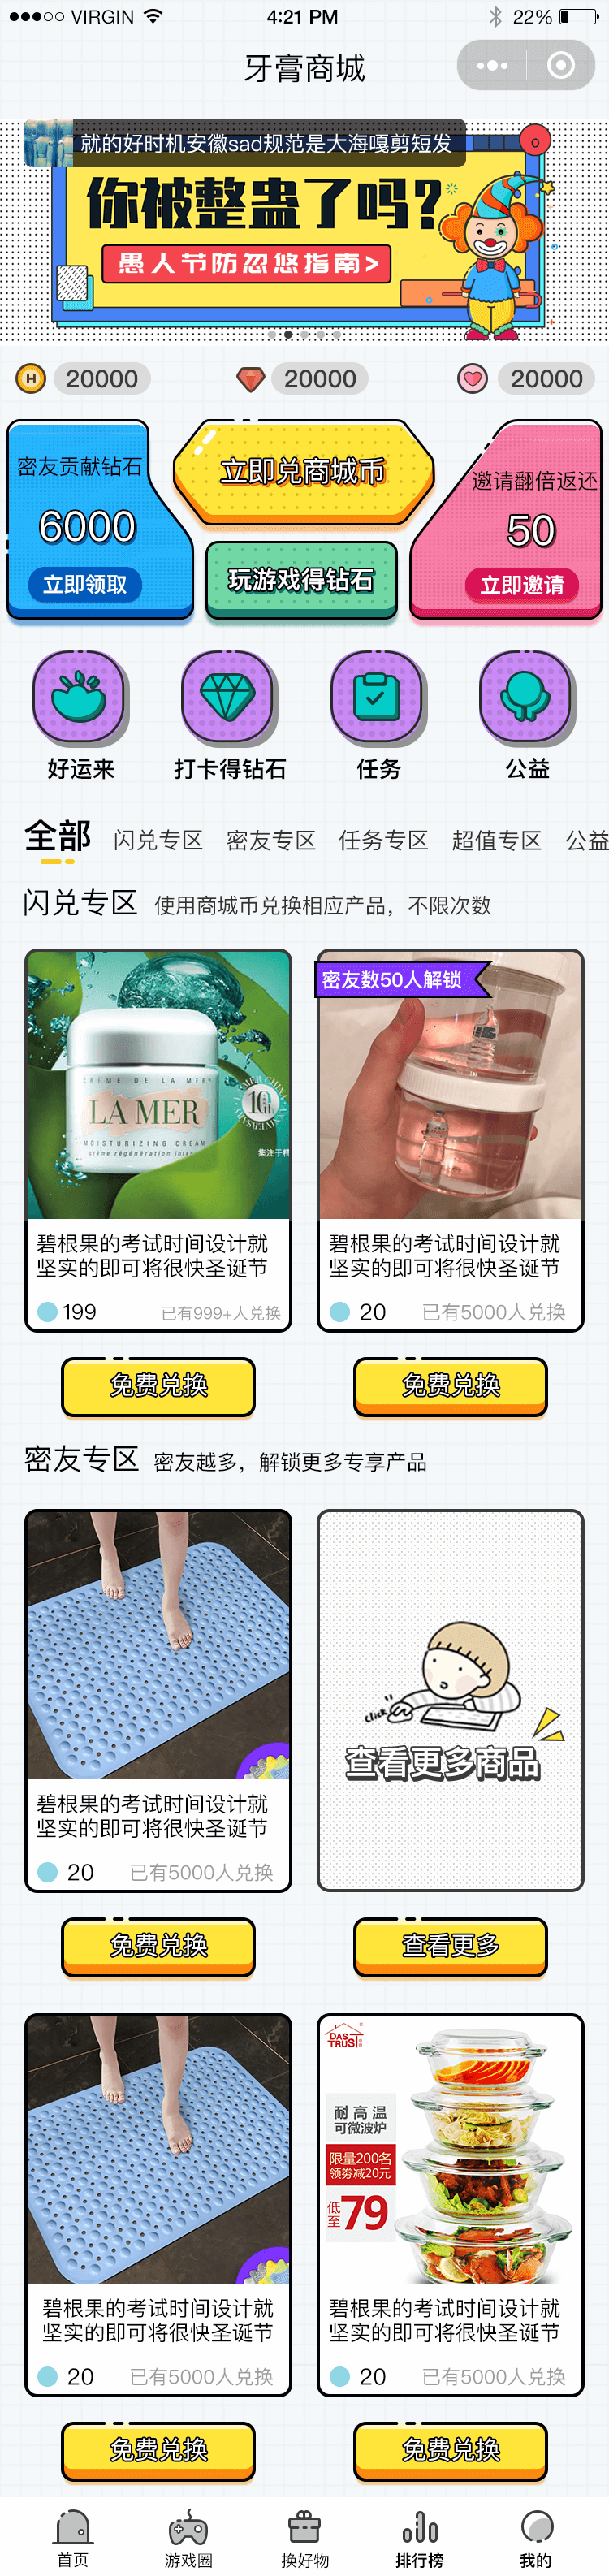 VIRGIN
4:21 PM
22%
牙膏商城
就的好时机安徽sad规范是大海嘎剪短发
你被整蛊了吗?
愚人节防忽悠指南>
H 20000
20000
20000
密友贡献钻石
6000
立即领取
立即兑商城币
玩游戏得钻石
邀请翻倍返还
50
立即邀请
好运来
打卡得钻石
任务
公益
全部
闪兑专区
密友专区
任务专区
超值专区
公益
闪兑专区
使用商城币兑换相应产品，不限次数
CRÈME DE LA MER
LA MER
MOISTURIZING CREAM
crème régénération intense
集注于精
碧根果的考试时间设计就
坚实的即可将很快圣诞节
199
已有999+人兑换
免费兑换
密友数50人解锁
碧根果的考试时间设计就
坚实的即可将很快圣诞节
20
已有5000人兑换
免费兑换
密友专区
密友越多，解锁更多专享产品
碧根果的考试时间设计就
坚实的即可将很快圣诞节
20
已有5000人兑换
免费兑换
click
查看更多商品
查看更多
碧根果的考试时间设计就
坚实的即可将很快圣诞节
20
已有5000人兑换
免费兑换
DAS
TRUST
耐高温
可微波炉
限量200名
领券减20元
低至79
碧根果的考试时间设计就
坚实的即可将很快圣诞节
20
已有5000人兑换
免费兑换
首页
游戏圈
换好物
排行榜
我的